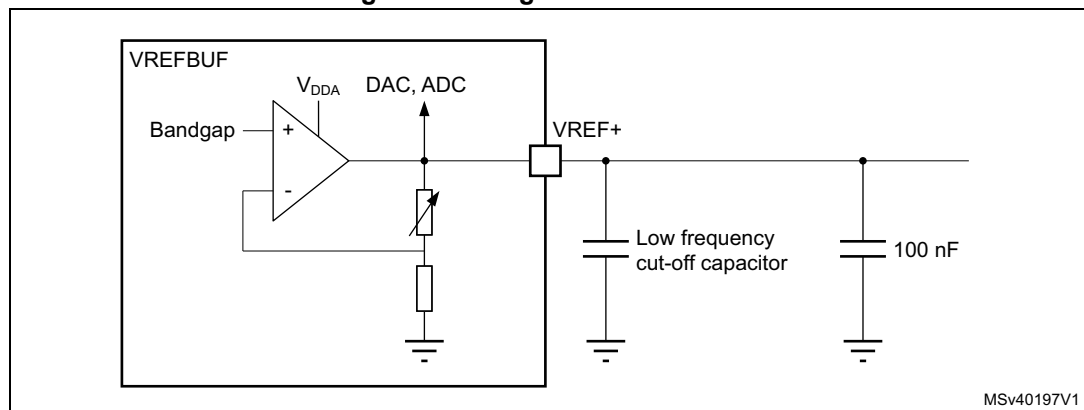 VREFBUF
VDDA
DAC, ADC
Bandgap
+
-
VREF+
Low frequency
cut-off capacitor
100 nF
MSv40197V1